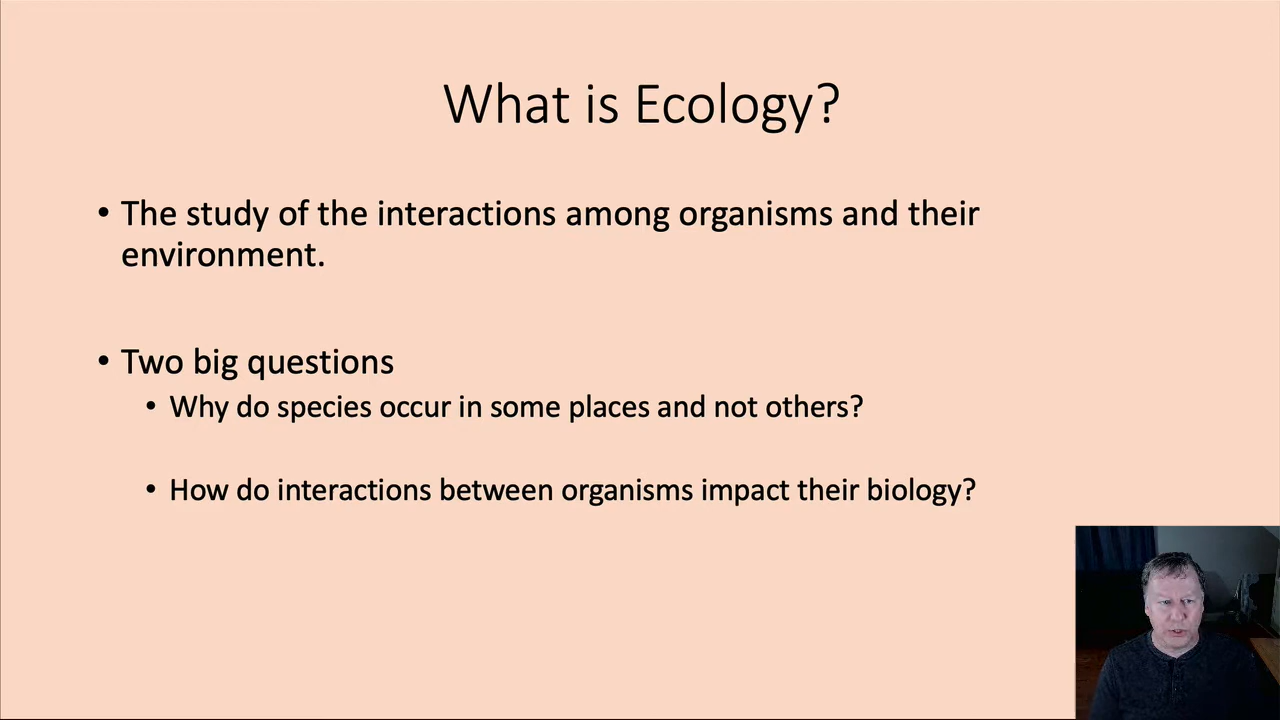 What is Ecology?
• The study of the interactions among organisms and their
environment.
• Two big questions
• Why do species occur in some places and not others?
• How do interactions between organisms impact their biology?